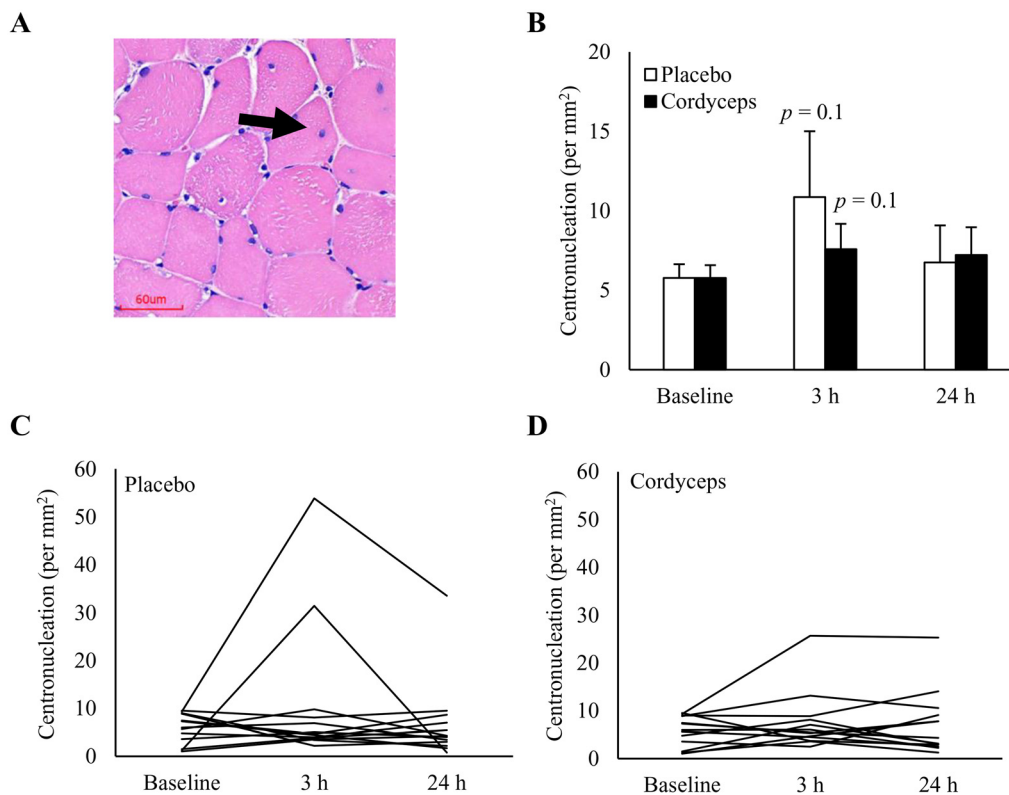 A
60um
B
Centronucleation (per mm²)
20
15
10
5
0
Placebo
Cordyceps
p = 0.1
p = 0.1
Baseline 3 h 24 h
C
Centronucleation (per mm²)
60
50
40
30
20
10
0
Placebo
Baseline 3 h 24 h
D
Centronucleation (per mm²)
60
50
40
30
20
10
0
Cordyceps
Baseline 3 h 24 h